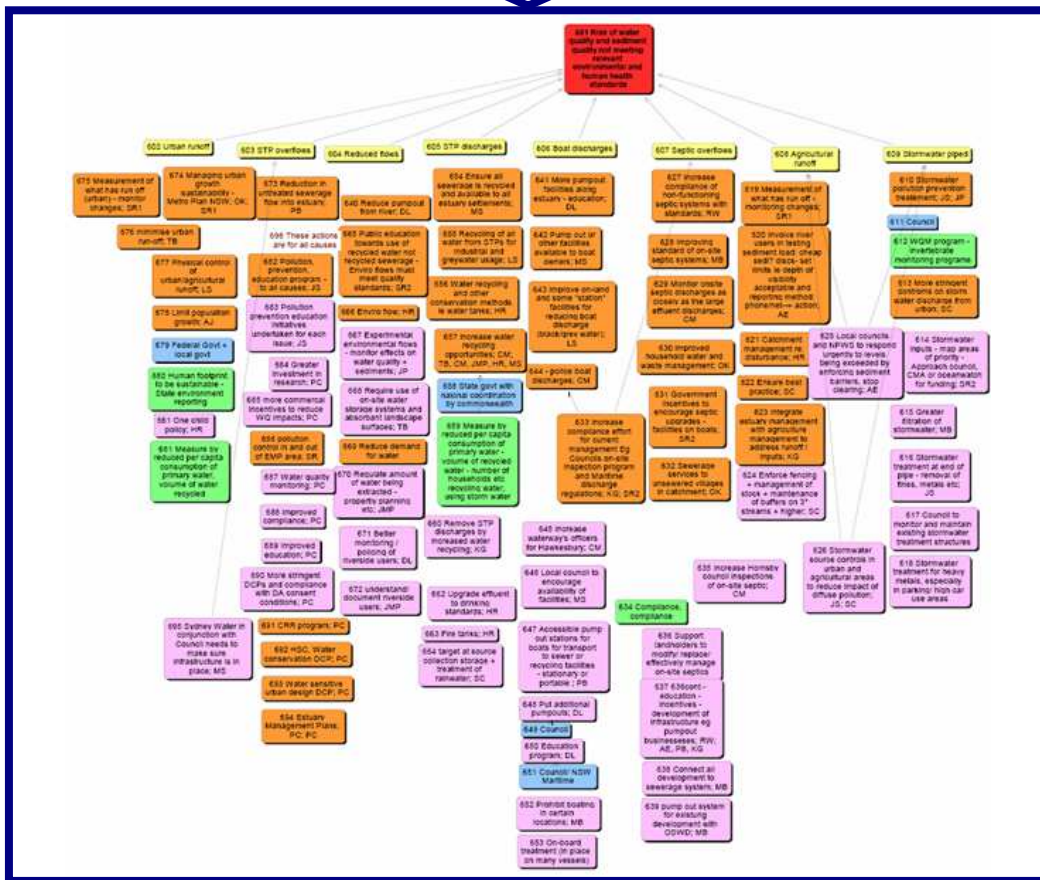 601 Risk of water
quality and sediment
quality not meeting
relevant
environmental and
human health
standards
602 Urban runoff
603 STP overflows
604 Reduced flows
605 STP discharges
606 Boat discharges
607 Septic overflows
608 Agricultural
runoff
609 Stormwater piped
675 Measurement of
what has run off
(urban) - monitor
changes; SR1
674 Managing urban
growth
sustainability -
Metro Plan NSW; OK;
SR1
676 minimise urban
run-off; TB
677 Physical control
of
urban/agricultural
runoff; LS
678 Limit population
growth; AJ
679 Federal Govt +
local govt
680 Human footprint
to be sustainable -
State environment
reporting
681 One child
policy; HR
681 Measure by
reduced per capita
consumption of
primary water,
volume of water
recycled
673 Reduction in
untreated sewerage
flow into estuary;
PB
696 These actions
are for all causes
682 Pollution,
prevention,
education program - to
all causes; JS
683 Pollution
prevention education
initiatives
undertaken for each
issue; JS
684 Greater
investment in
research; PC
685 more commercial
incentives to reduce
WQ impacts; PC
686 pollution
control in and out
of EMP area; SR
687 Water quality
monitoring; PC
688 Improved
compliance; PC
689 Improved
education; PC
690 More stringent
DCPs and compliance
with DA consent
conditions; PC
695 Sydney Water in
conjunction with
Council needs to
make sure
infrastructure is in
place; MS
691 CRR program; PC
692 HSC, Water
conservation DCP; PC
693 Water sensitive
urban design DCP; PC
694 Estuary
Management Plans;
PC; PC
640 Reduce pumpout
from river; DL
665 Public education
towards use of
recycled water not
recycled sewerage -
Enviro flows must
meet quality
standards; SR2
666 Enviro flow; HR
667 Experimental
environmental flows
- monitor effects on
water quality +
sediments; JP
668 Require use of
on-site water
storage systems and
absorbant landscape
surfaces; TB
669 Reduce demand
for water
670 Regulate amount
of water being
extracted -
property planning
etc; JMP
671 Better
monitoring /
policing of
riverside users; DL
672 understand/
document riverside
users; JMP
654 Ensure all
sewerage is recycled
and available to all
estuary settlements;
MS
655 Recycling of all
water from STPs for
industrial and
greywater usage; LS
656 Water recycling
and other
conservation methods
ie water tanks; HR
657 Increase water
recycling
opportunities; CM;
TB, CM, JMP, HR, MS
658 State govt with
national coordination
by commonwealth
659 Measure by
reduced per capita
consumption of
primary water -
volume of recycled
water - number of
households etc
recycling water,
using storm water
660 Remove STP
discharges by
increased water
recycling; KG
662 Upgrade effluent
to drinking
standards; HR
663 Fire tanks; HR
664 target at source
collection storage +
treatment of
rainwater; SC
641 More pumpout
facilities along
estuary - education;
DL
642 Pump out or
other facilities
available to boat
owners; MS
643 Improve on-land
and some "station"
facilities for
reducing boat
discharge
(black/grey water);
LS
644 - police boat
discharges; CM
645 Increase
waterway's officers
for Hawkesbury; CM
646 Local council to
encourage
availability of
facilities; MS
647 Accessible pump
out stations for
boats for transport
to sewer or
recycling facilities
- stationary or
portable ; PB
648 Put additional
pumpouts; DL
649 Council
650 Education
program; DL
651 Council/ NSW
Maritime
652 Prohibit boating
in certain
locations; MB
653 On-board
treatment (in place
on many vessels)
627 Increase
compliance of non-
functioning septic
systems with
standards; RW
628 Improving
standard of on-site
septic systems; MB
629 Monitor onsite
septic discharges as
closely as the large
effluent discharges;
CM
630 Improved
household water and
waste management; OK
631 Government
incentives to
encourage septic
upgrades -
facilities on boats;
SR2
632 Sewerage
services to
unsewered villages
in catchment; OK
633 Increase
compliance effort for
current
management Eg
Councils on-site
inspection program
and Maritime
discharge
regulations; KG; SR2
634 Compliance,
compliance
635 Increase Hornsby
council inspections
of on-site septic;
CM
636 Support
landholders to
modify/ replace/
effectively manage
on-site septics
637 636cont -
education -
incentives -
development of
infrastructure eg
pumpout
businesseses; RW;
AE, PB, KG
638 Connect all
development to
sewerage system; MB
639 pump out system
for existing
development with
OSWD; MB
619 Measurement of
what has run off -
monitoring changes;
SR1
620 Involve river
users in testing
sediment load: cheap
sedi? discs- set
limits ie depth of
visibility
acceptable and
reporting method:
phone/net--> action;
AE
621 Catchment
management re.
disturbance; HR
622 Ensure best
practice; SC
623 Integrate
estuary management
with agriculture
management to
address runoff /
inputs; KG
624 Enforce fencing
+ management of
stock + maintenance
of buffers on 3*
streams + higher; SC
625 Local councils
and NPWS to respond
urgently to levels
being exceeded by
enforcing sediment
barriers, stop
clearing; AE
626 Stormwater
source controls in
urban and
agricultural areas
to reduce impact of
diffuse pollution;
JS; SC
610 Stormwater
pollution prevention
treatement; JS; JP
611 Council
612 WQM program -
invertebrate
monitoring programe
613 More stringent
controls on storm
water discharge from
urban; SC
614 Stormwater
inputs - map areas
of priority -
Approach council,
CMA or oceanwatch
for funding; SR2
615 Greater
filtration of
stormwater; MB
616 Stormwater
treatment at end of
pipe - removal of
fines, metals etc;
JS
617 Council to
monitor and maintain
existing stormwater
treatment structures
618 Stormwater
treatment for heavy
metals, especially
in parking/ high car
use areas